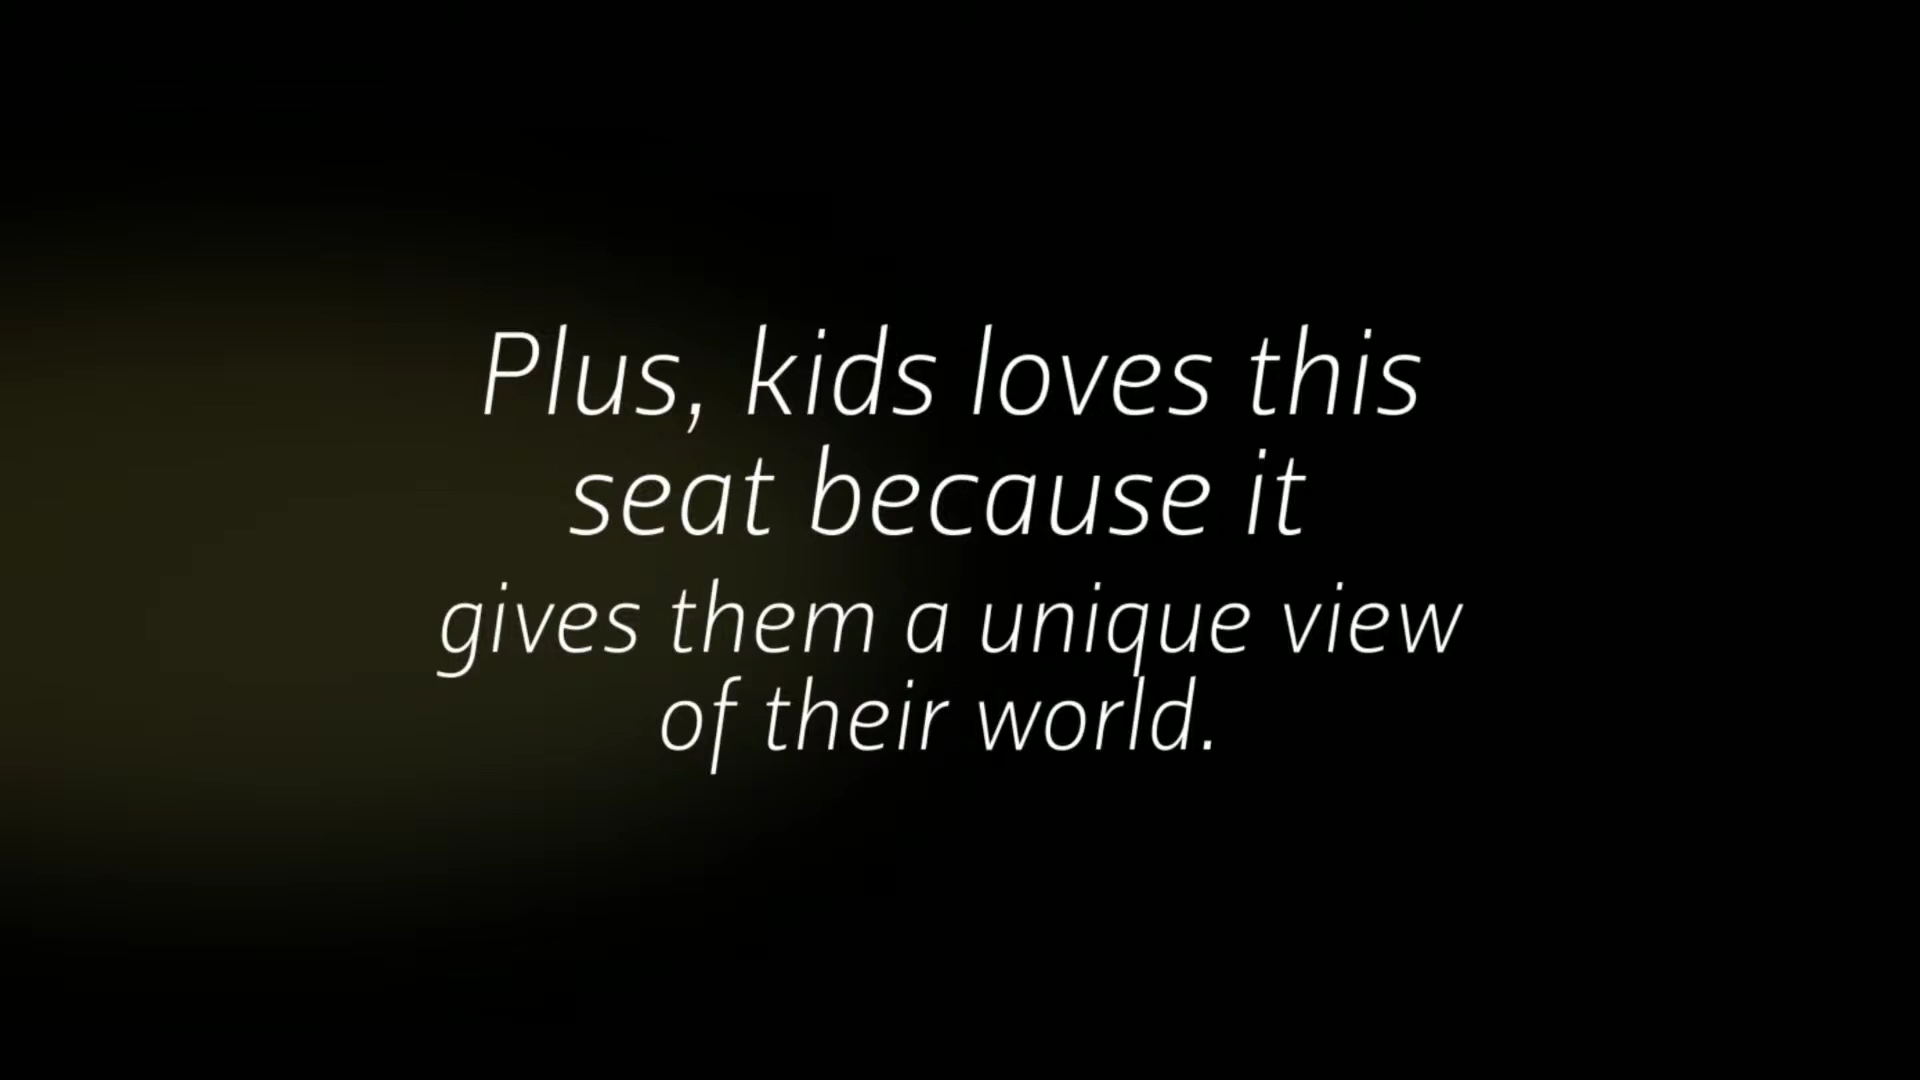 Plus, kids loves this
seat because it
gives them a unique view
of their world.